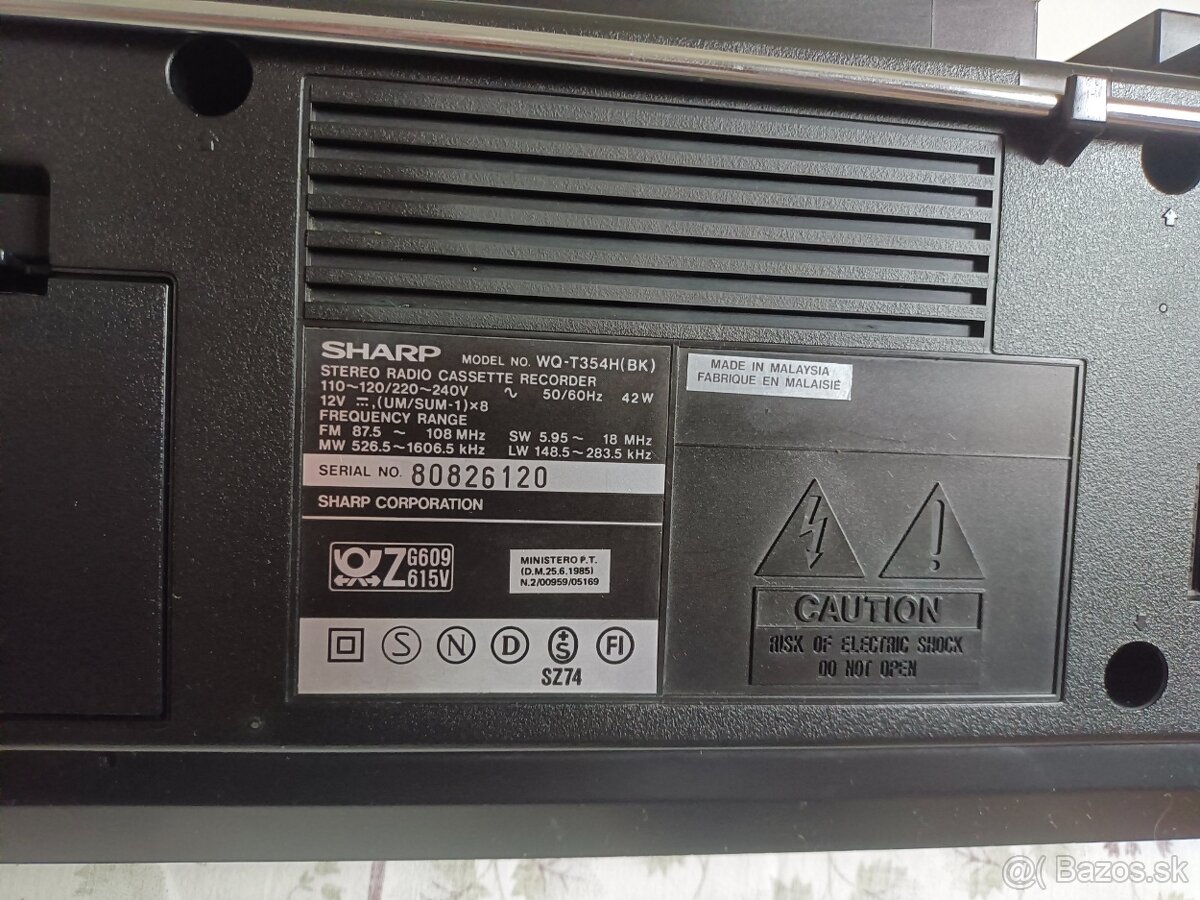 SHARP MODEL NO. WQ-T354H(BK)
STEREO RADIO CASSETTE RECORDER
110~120/220~240V ∿ 50/60Hz 42W
12V ⎓,(UM/SUM-1)×8
FREQUENCY RANGE
FM 87.5 ~ 108 MHz SW 5.95 ~ 18 MHz
MW 526.5~1606.5 kHz LW 148.5~283.5 kHz
SERIAL NO. 80826120
SHARP CORPORATION
Z G609
615V
MINISTERO P.T.
(D.M.25.6.1985)
N.2/00959/05169
S N D +S FI
SZ74
MADE IN MALAYSIA
FABRIQUE EN MALAISIE
CAUTION
RISK OF ELECTRIC SHOCK
DO NOT OPEN
@( Bazos.sk